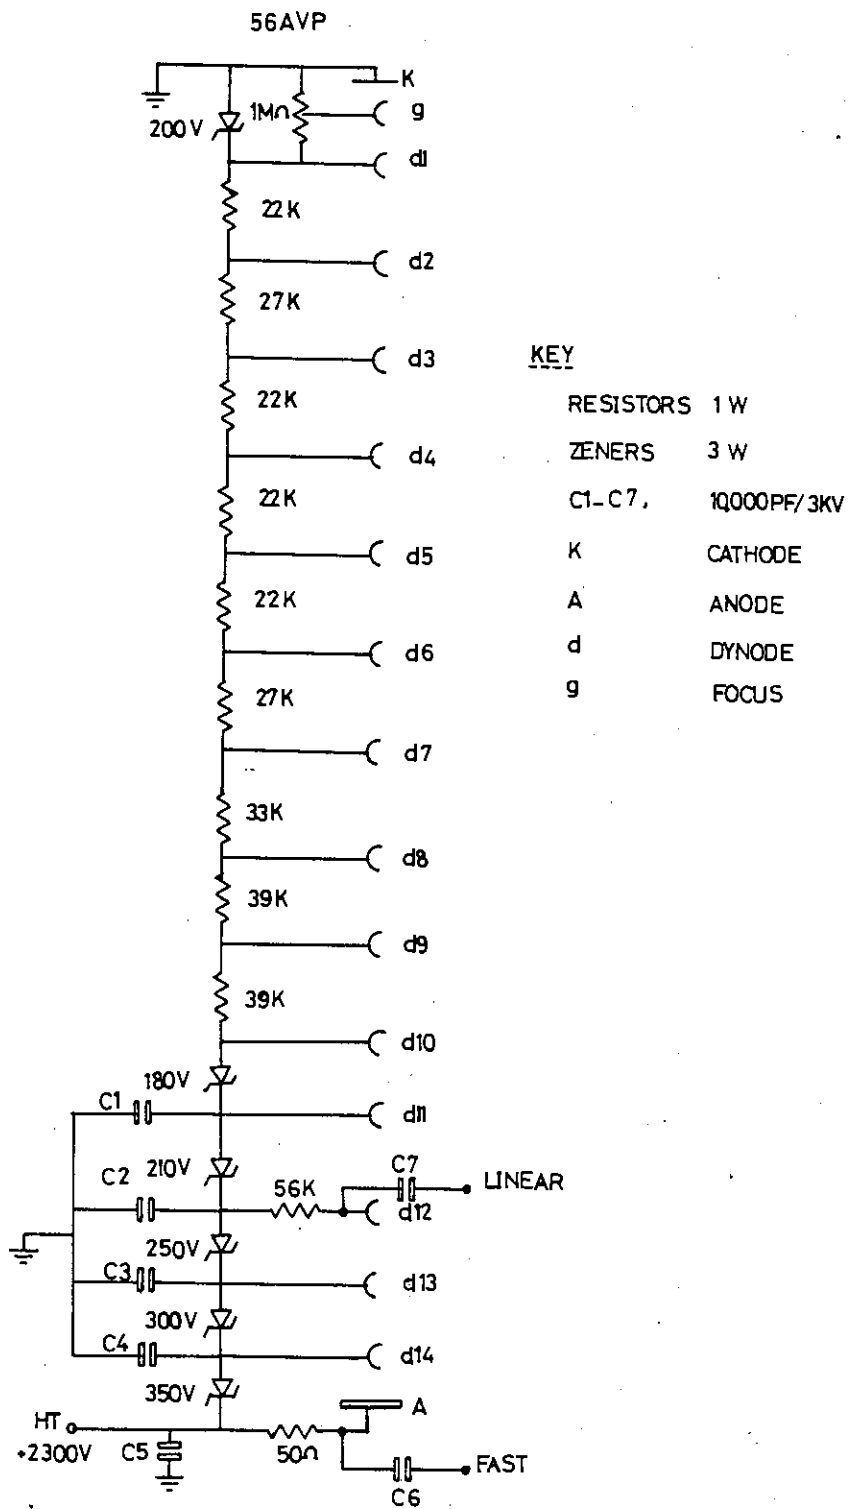 56AVP
K
1MΩ
g
200V
d1
22K
d2
27K
d3
22K
d4
22K
d5
22K
d6
27K
d7
33K
d8
39K
d9
39K
d10
180V
C1
d11
210V
C7
LINEAR
C2
56K
d12
250V
C3
d13
300V
C4
d14
350V
A
HT
+2300V
C5
50Ω
FAST
C6
KEY
RESISTORS 1 W
ZENERS 3 W
C1-C7, 10,000PF/3KV
K CATHODE
A ANODE
d DYNODE
g FOCUS